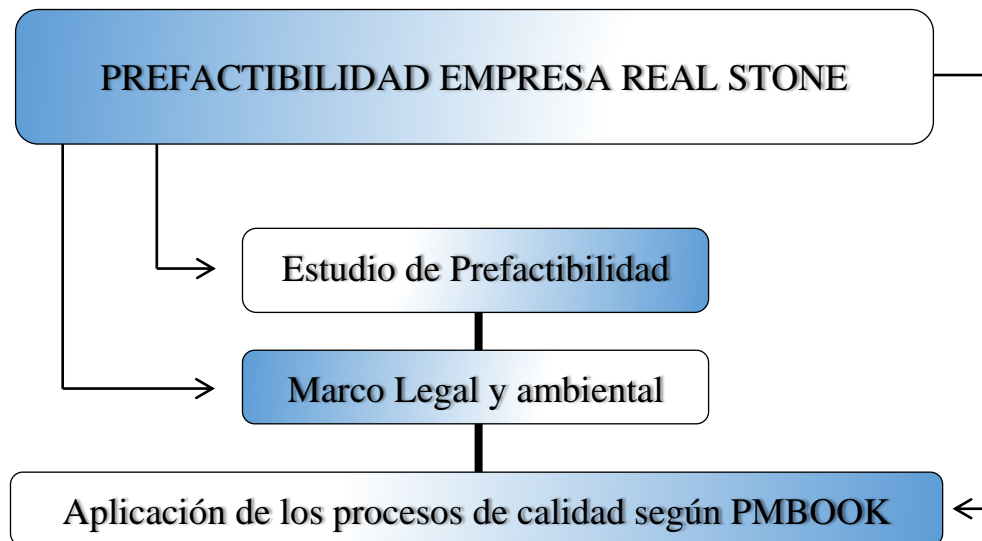 PREFACTIBILIDAD EMPRESA REAL STONE
Estudio de Prefactibilidad
Marco Legal y ambiental
Aplicación de los procesos de calidad según PMBOOK